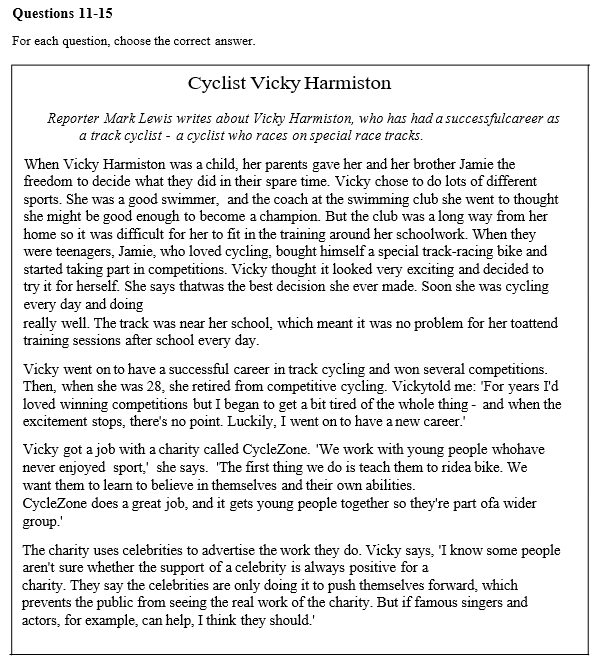 Questions 11-15
For each question, choose the correct answer.
Cyclist Vicky Harmiston
Reporter Mark Lewis writes about Vicky Harmiston, who has had a successfulcareer as
a track cyclist - a cyclist who races on special race tracks.
When Vicky Harmiston was a child, her parents gave her and her brother Jamie the
freedom to decide what they did in their spare time. Vicky chose to do lots of different
sports. She was a good swimmer, and the coach at the swimming club she went to thought
she might be good enough to become a champion. But the club was a long way from her
home so it was difficult for her to fit in the training around her schoolwork. When they
were teenagers, Jamie, who loved cycling, bought himself a special track-racing bike and
started taking part in competitions. Vicky thought it looked very exciting and decided to
try it for herself. She says thatwas the best decision she ever made. Soon she was cycling
every day and doing
really well. The track was near her school, which meant it was no problem for her toattend
training sessions after school every day.
Vicky went on to have a successful career in track cycling and won several competitions.
Then, when she was 28, she retired from competitive cycling. Vickytold me: 'For years I'd
loved winning competitions but I began to get a bit tired of the whole thing - and when the
excitement stops, there's no point. Luckily, I went on to have a new career.'
Vicky got a job with a charity called CycleZone. 'We work with young people whohave
never enjoyed sport,' she says. 'The first thing we do is teach them to ridea bike. We
want them to learn to believe in themselves and their own abilities.
CycleZone does a great job, and it gets young people together so they're part ofa wider
group.'
The charity uses celebrities to advertise the work they do. Vicky says, 'I know some people
aren't sure whether the support of a celebrity is always positive for a
charity. They say the celebrities are only doing it to push themselves forward, which
prevents the public from seeing the real work of the charity. But if famous singers and
actors, for example, can help, I think they should.'